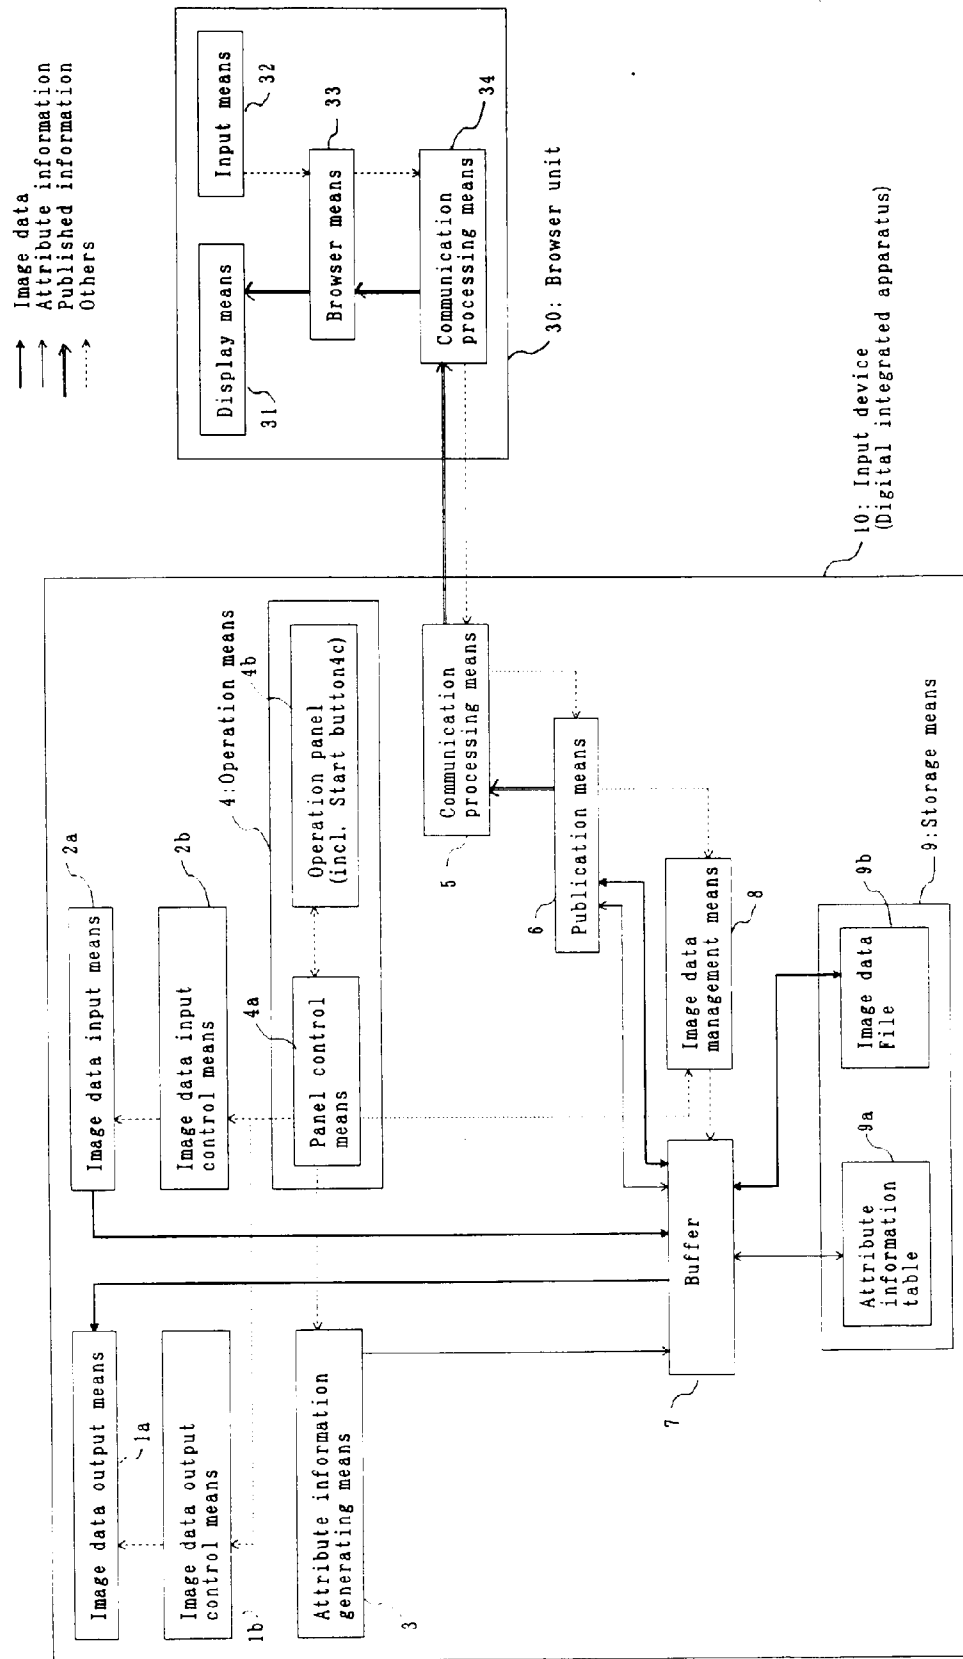 Image data
Attribute information
Published information
Others
Image data output means
1a
Image data output
control means
1b
Attribute information
generating means
3
Image data input means
2a
Image data input
control means
2b
4:Operation means
4a
Panel control
means
4b
Operation panel
(incl. Start button4c)
Communication
processing means
5
6
Publication means
Image data
management means
8
Buffer
7
9:Storage means
9a
Attribute
information
table
9b
Image data
File
10: Input device
(Digital integrated apparatus)
Display means
31
Input means
32
Browser means
33
Communication
processing means
34
30: Browser unit